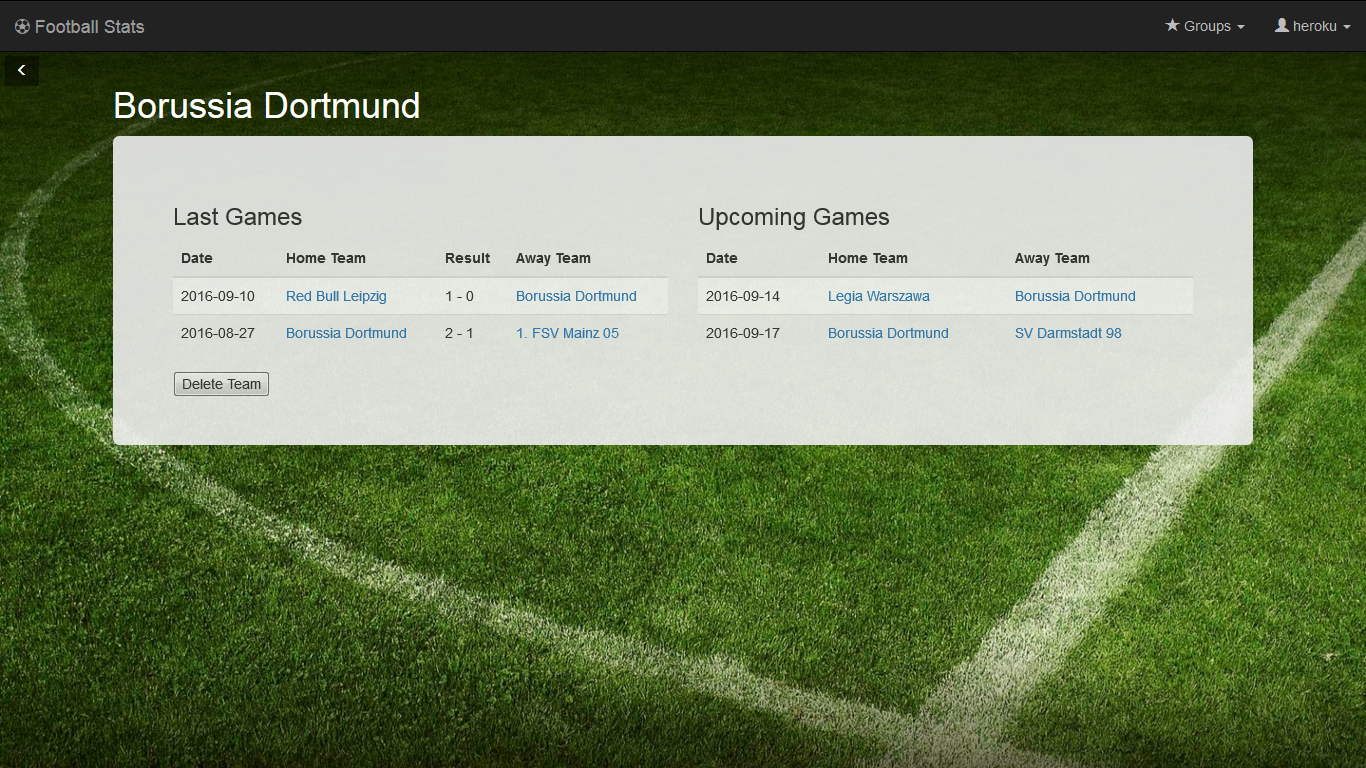 Football Stats
Groups
heroku
Borussia Dortmund
Last Games
Date Home Team Result Away Team
2016-09-10 Red Bull Leipzig 1 - 0 Borussia Dortmund
2016-08-27 Borussia Dortmund 2 - 1 1. FSV Mainz 05
Delete Team
Upcoming Games
Date Home Team Away Team
2016-09-14 Legia Warszawa Borussia Dortmund
2016-09-17 Borussia Dortmund SV Darmstadt 98